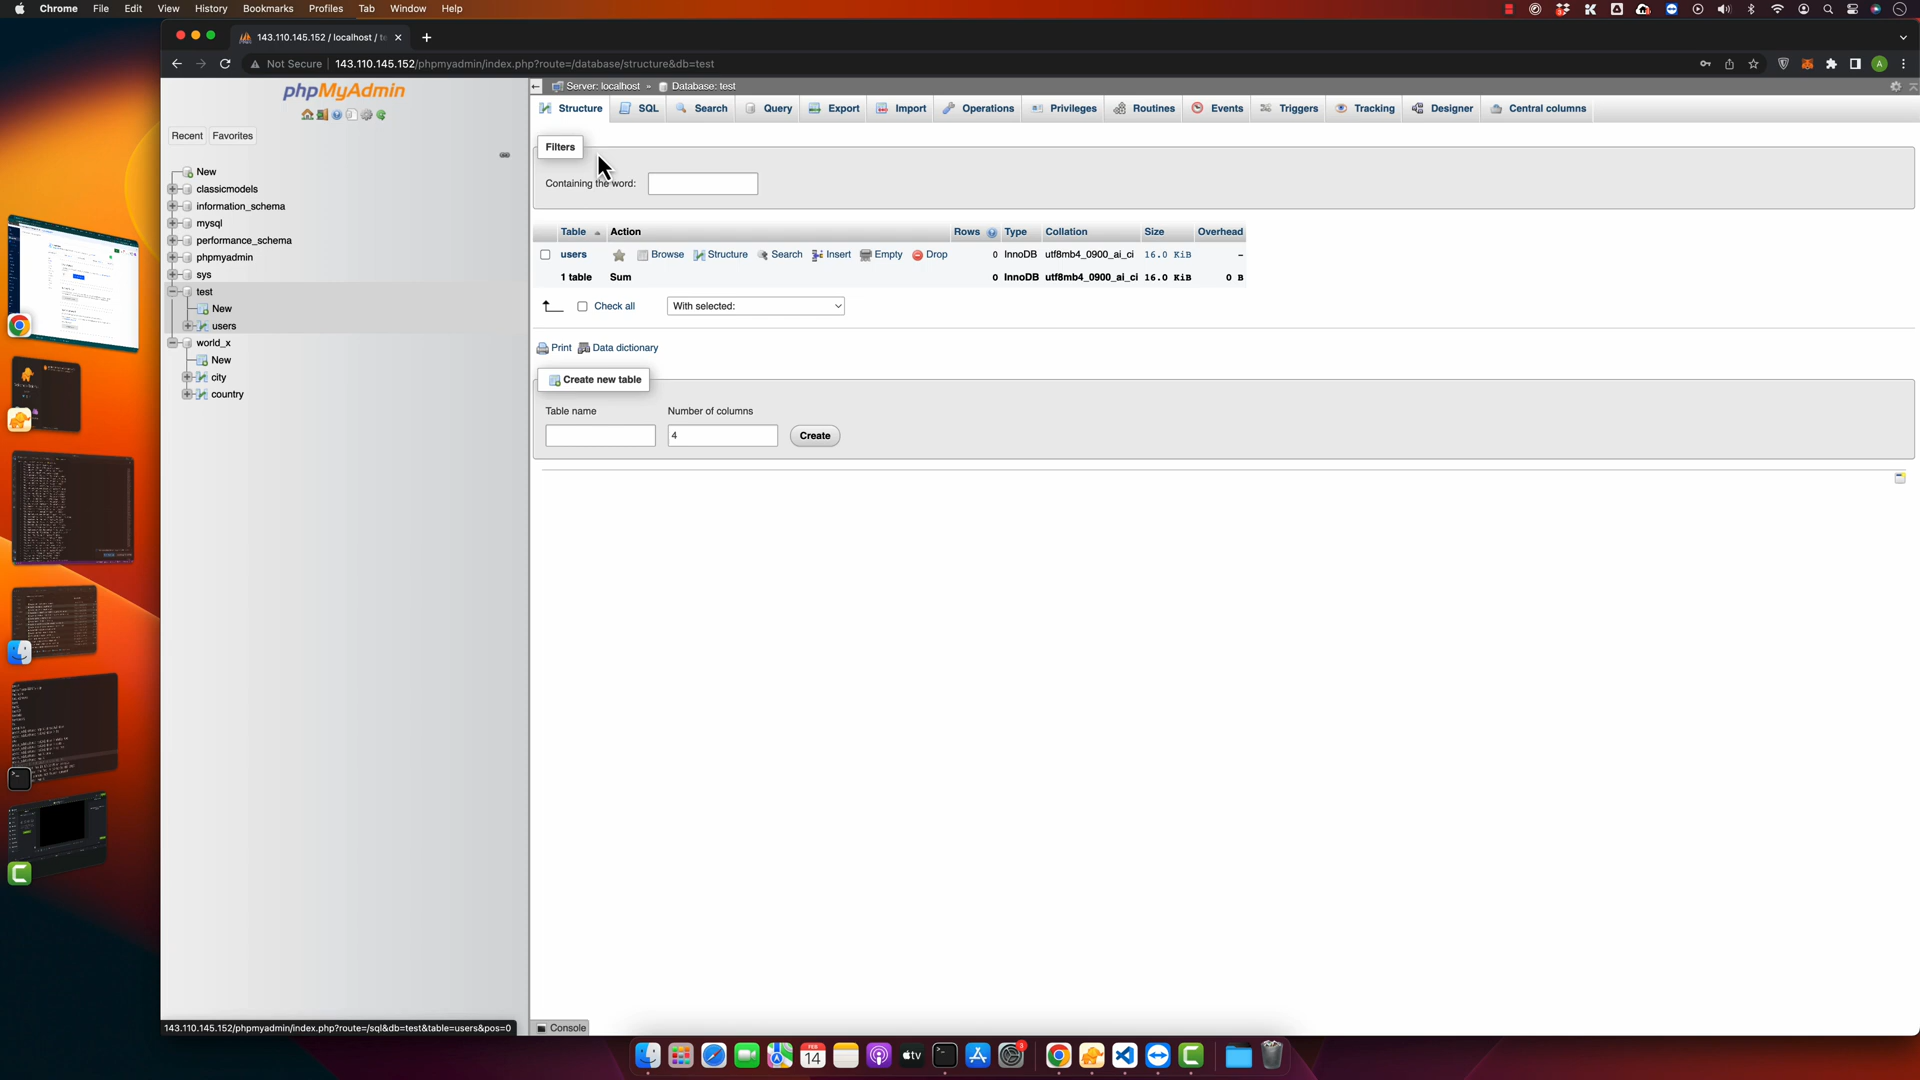 Chrome File Edit View History Bookmarks Profiles Tab Window Help
143.110.145.152 / localhost / te
Not Secure 143.110.145.152/phpmyadmin/index.php?route=/database/structure&db=test
A
phpMyAdmin
Recent Favorites
New
classicmodels
information_schema
mysql
performance_schema
phpmyadmin
sys
test
New
users
world_x
New
city
country
143.110.145.152/phpmyadmin/index.php?route=/sql&db=test&table=users&pos=0
Server: localhost » Database: test
Structure SQL Search Query Export Import Operations Privileges Routines Events Triggers Tracking Designer Central columns
Filters
Containing the word:
Table Action Rows Type Collation Size Overhead
users Browse Structure Search Insert Empty Drop 0 InnoDB utf8mb4_0900_ai_ci 16.0 KiB –
1 table Sum 0 InnoDB utf8mb4_0900_ai_ci 16.0 KiB 0 B
Check all With selected:
Print Data dictionary
Create new table
Table name Number of columns
4 Create
Console
FEB
14
tv
3